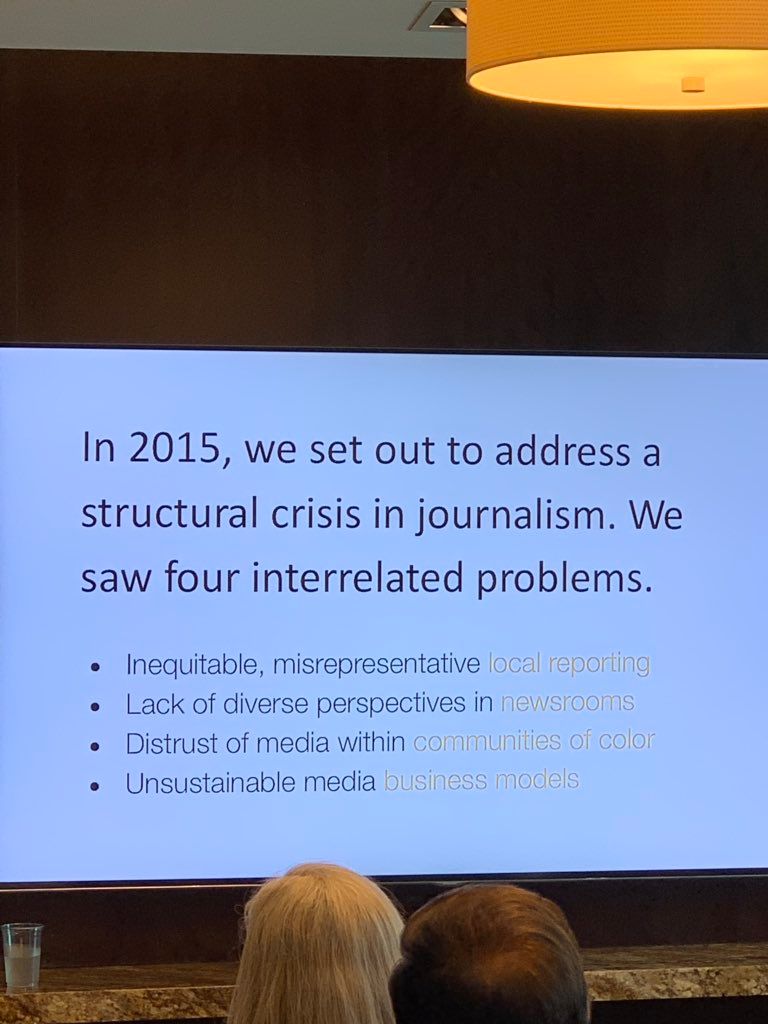 In 2015, we set out to address a
structural crisis in journalism. We
saw four interrelated problems.
• Inequitable, misrepresentative local reporting
• Lack of diverse perspectives in newsrooms
• Distrust of media within communities of color
• Unsustainable media business models